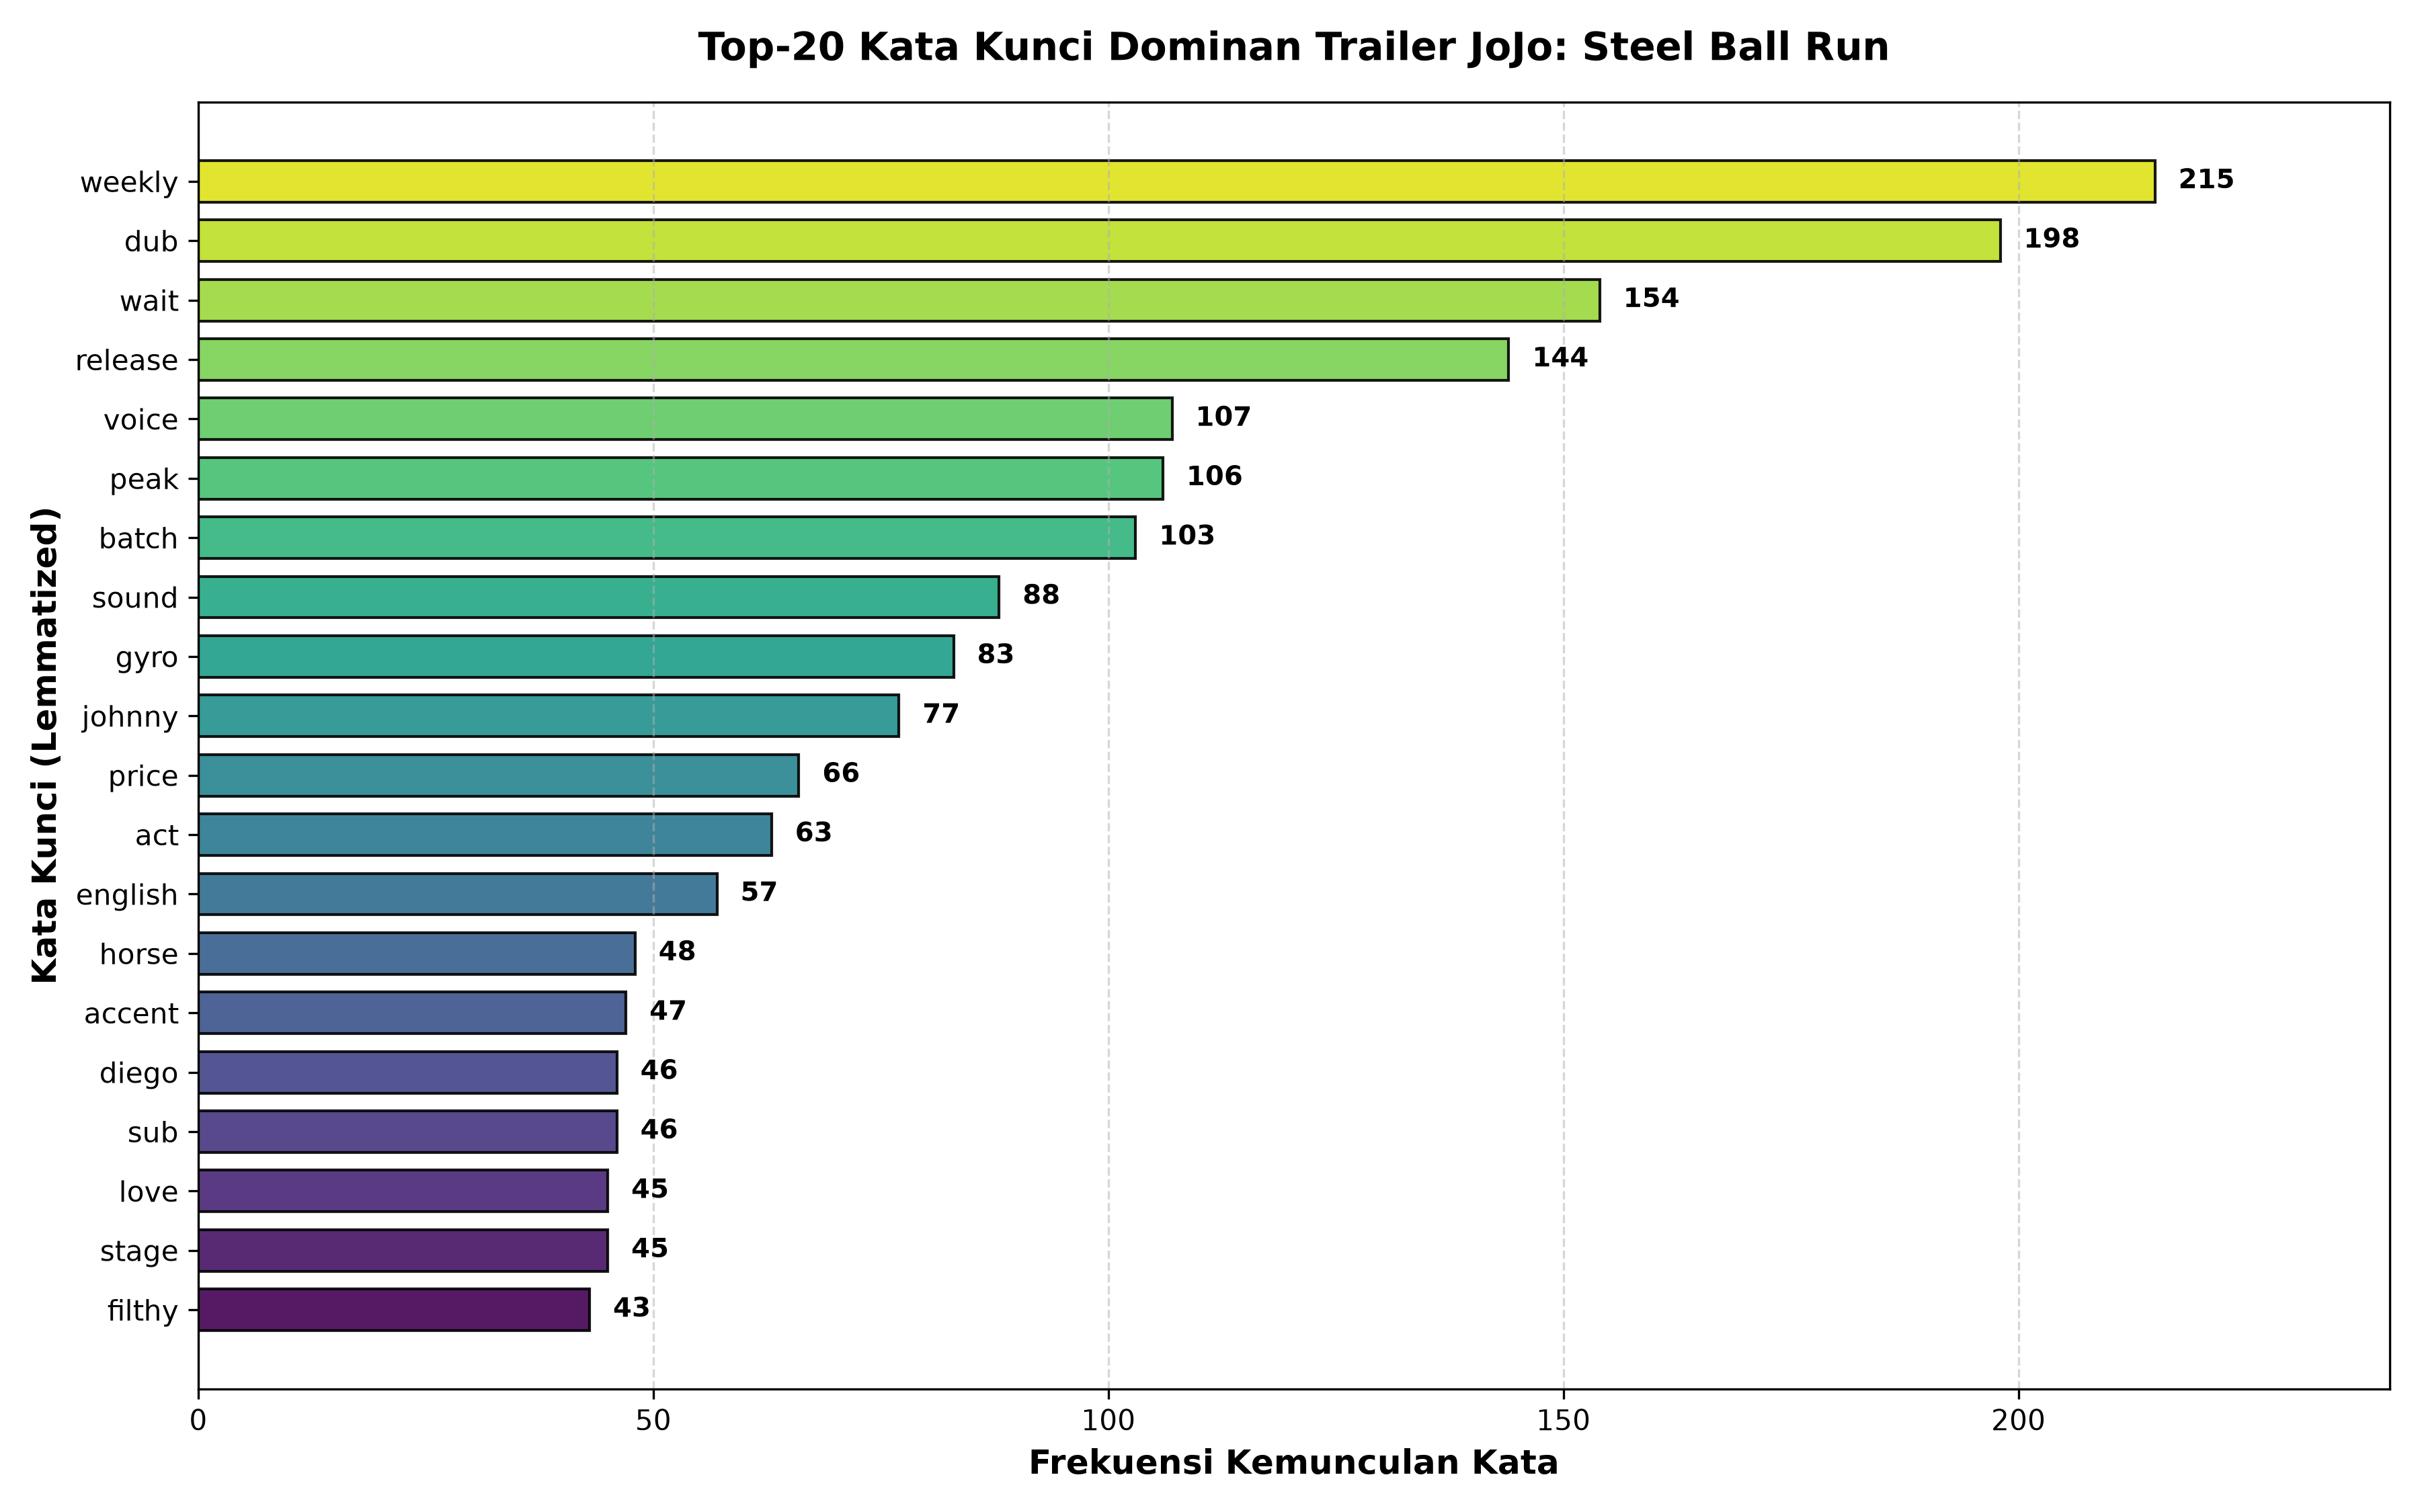 Top-20 Kata Kunci Dominan Trailer JoJo: Steel Ball Run
Kata Kunci (Lemmatized)
weekly 215
dub 198
wait 154
release 144
voice 107
peak 106
batch 103
sound 88
gyro 83
johnny 77
price 66
act 63
english 57
horse 48
accent 47
diego 46
sub 46
love 45
stage 45
filthy 43
0 50 100 150 200
Frekuensi Kemunculan Kata